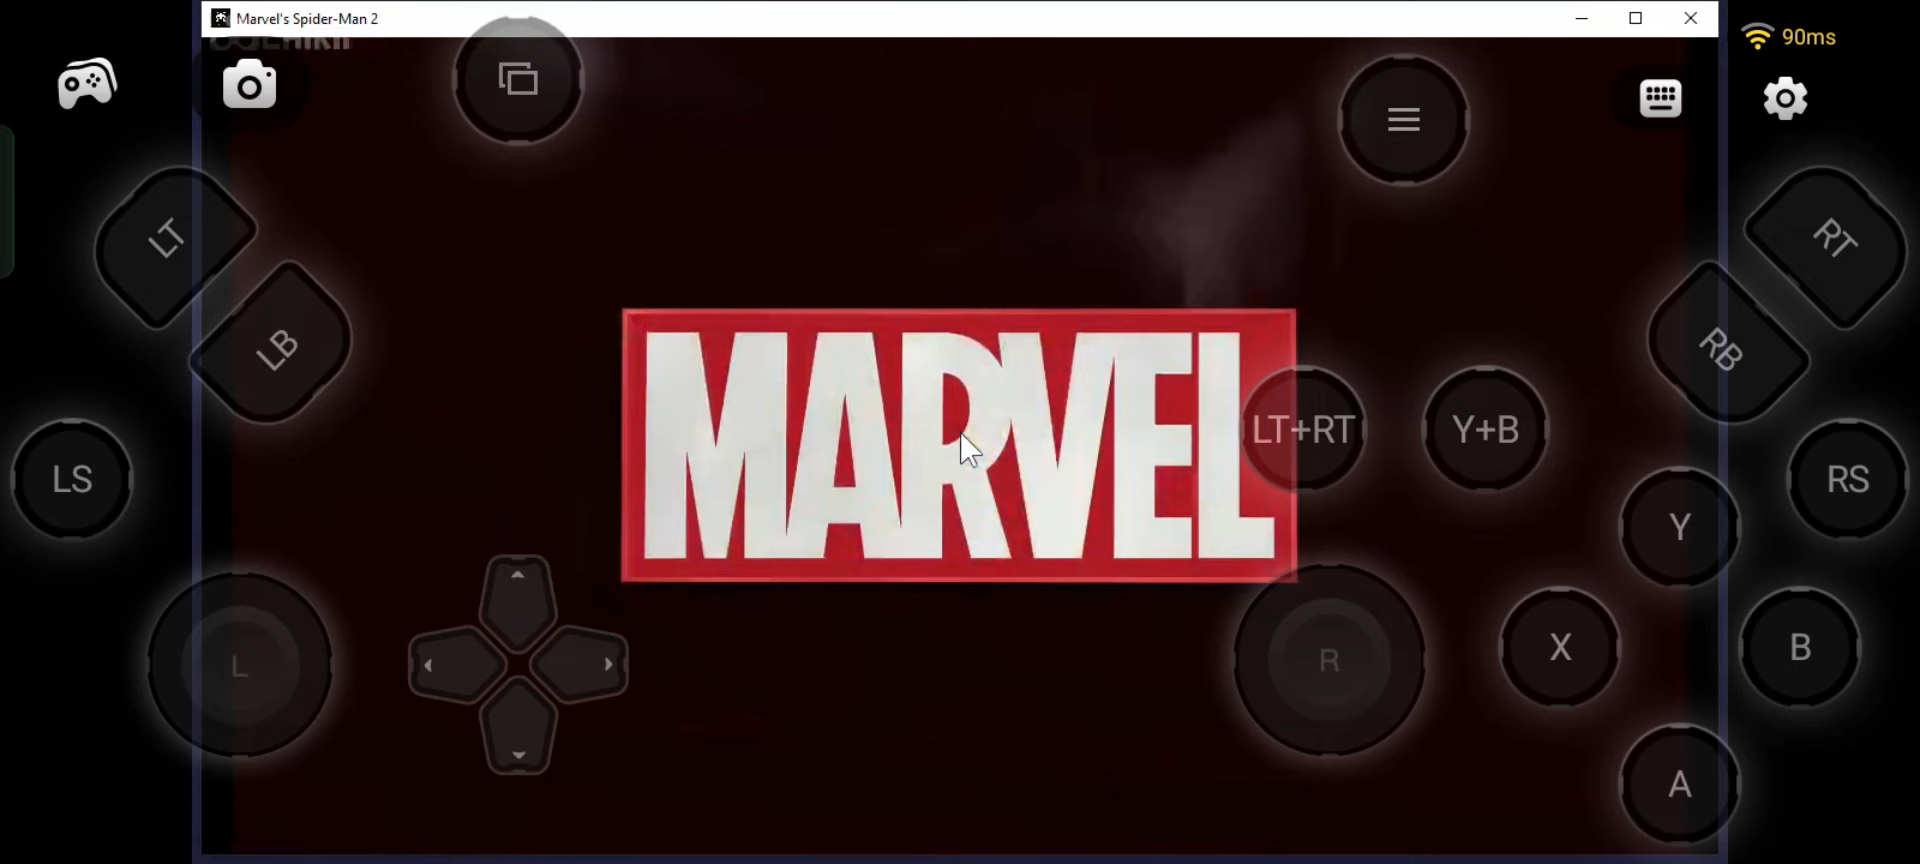 Marvel's Spider-Man 2
90ms
LT
RT
LB
RB
MARVEL
LT+RT
Y+B
LS
RS
Y
L
R
X
B
A